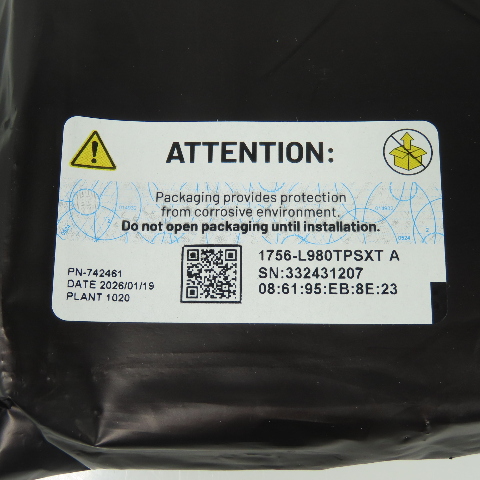 ATTENTION:
Packaging provides protection
from corrosive environment.
Do not open packaging until installation.
1756-L980TPSXT A
SN:332431207
08:61:95:EB:8E:23
PN-742461
DATE 2026/01/19
PLANT 1020